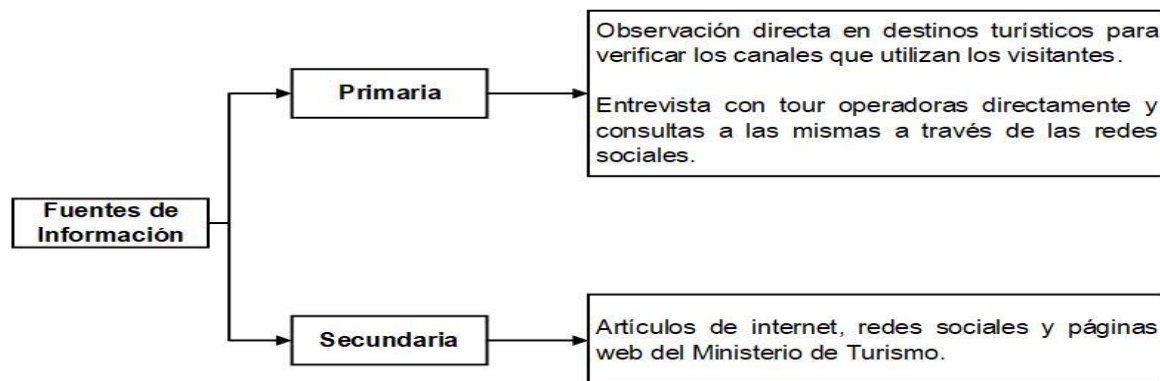 Observación directa en destinos turísticos para
verificar los canales que utilizan los visitantes.
Primaria
Entrevista con tour operadoras directamente y
consultas a las mismas a través de las redes
sociales.
Fuentes de
Información
Secundaria
Artículos de internet, redes sociales y páginas
web del Ministerio de Turismo.